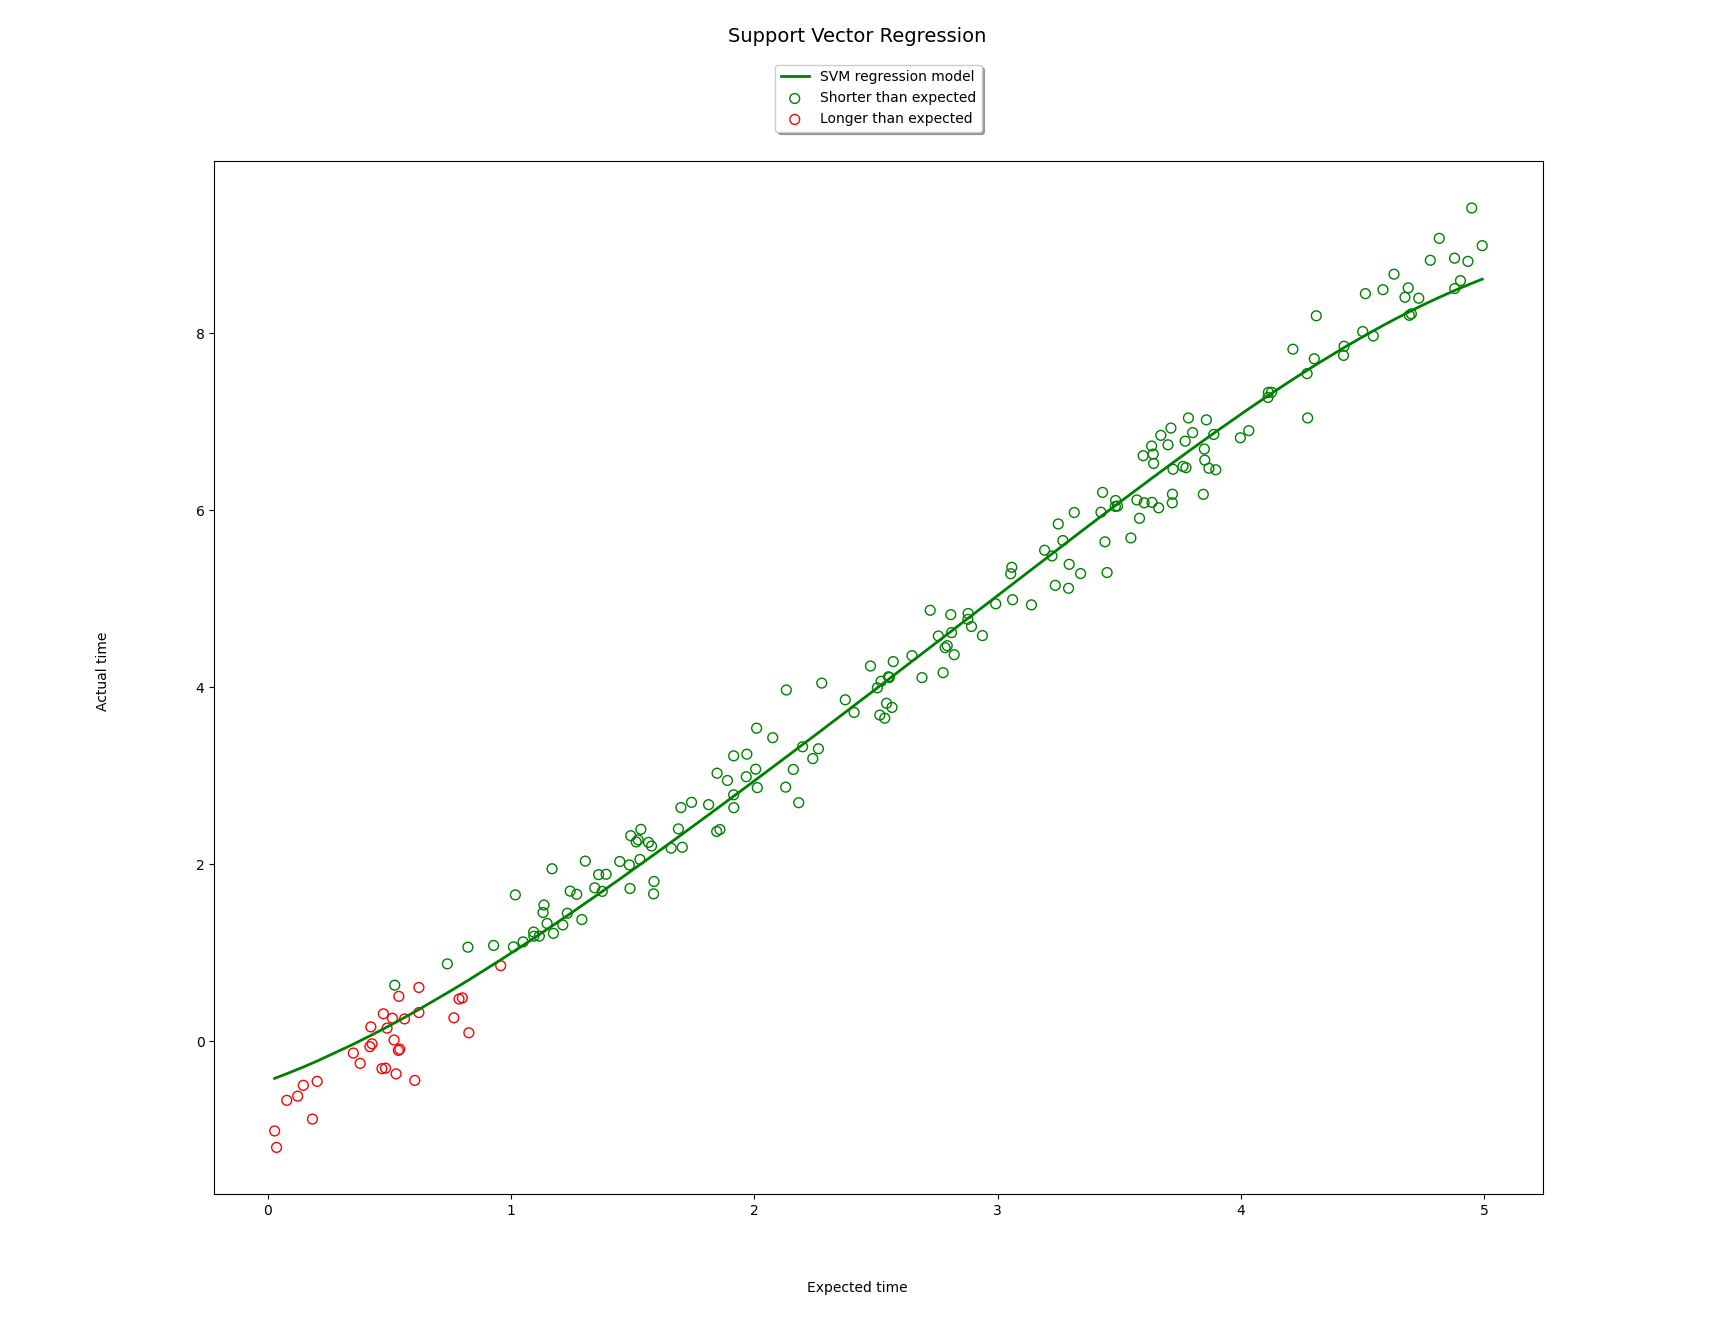 Support Vector Regression
SVM regression model
Shorter than expected
Longer than expected
8
6
4
2
0
Actual time
0 1 2 3 4 5
Expected time